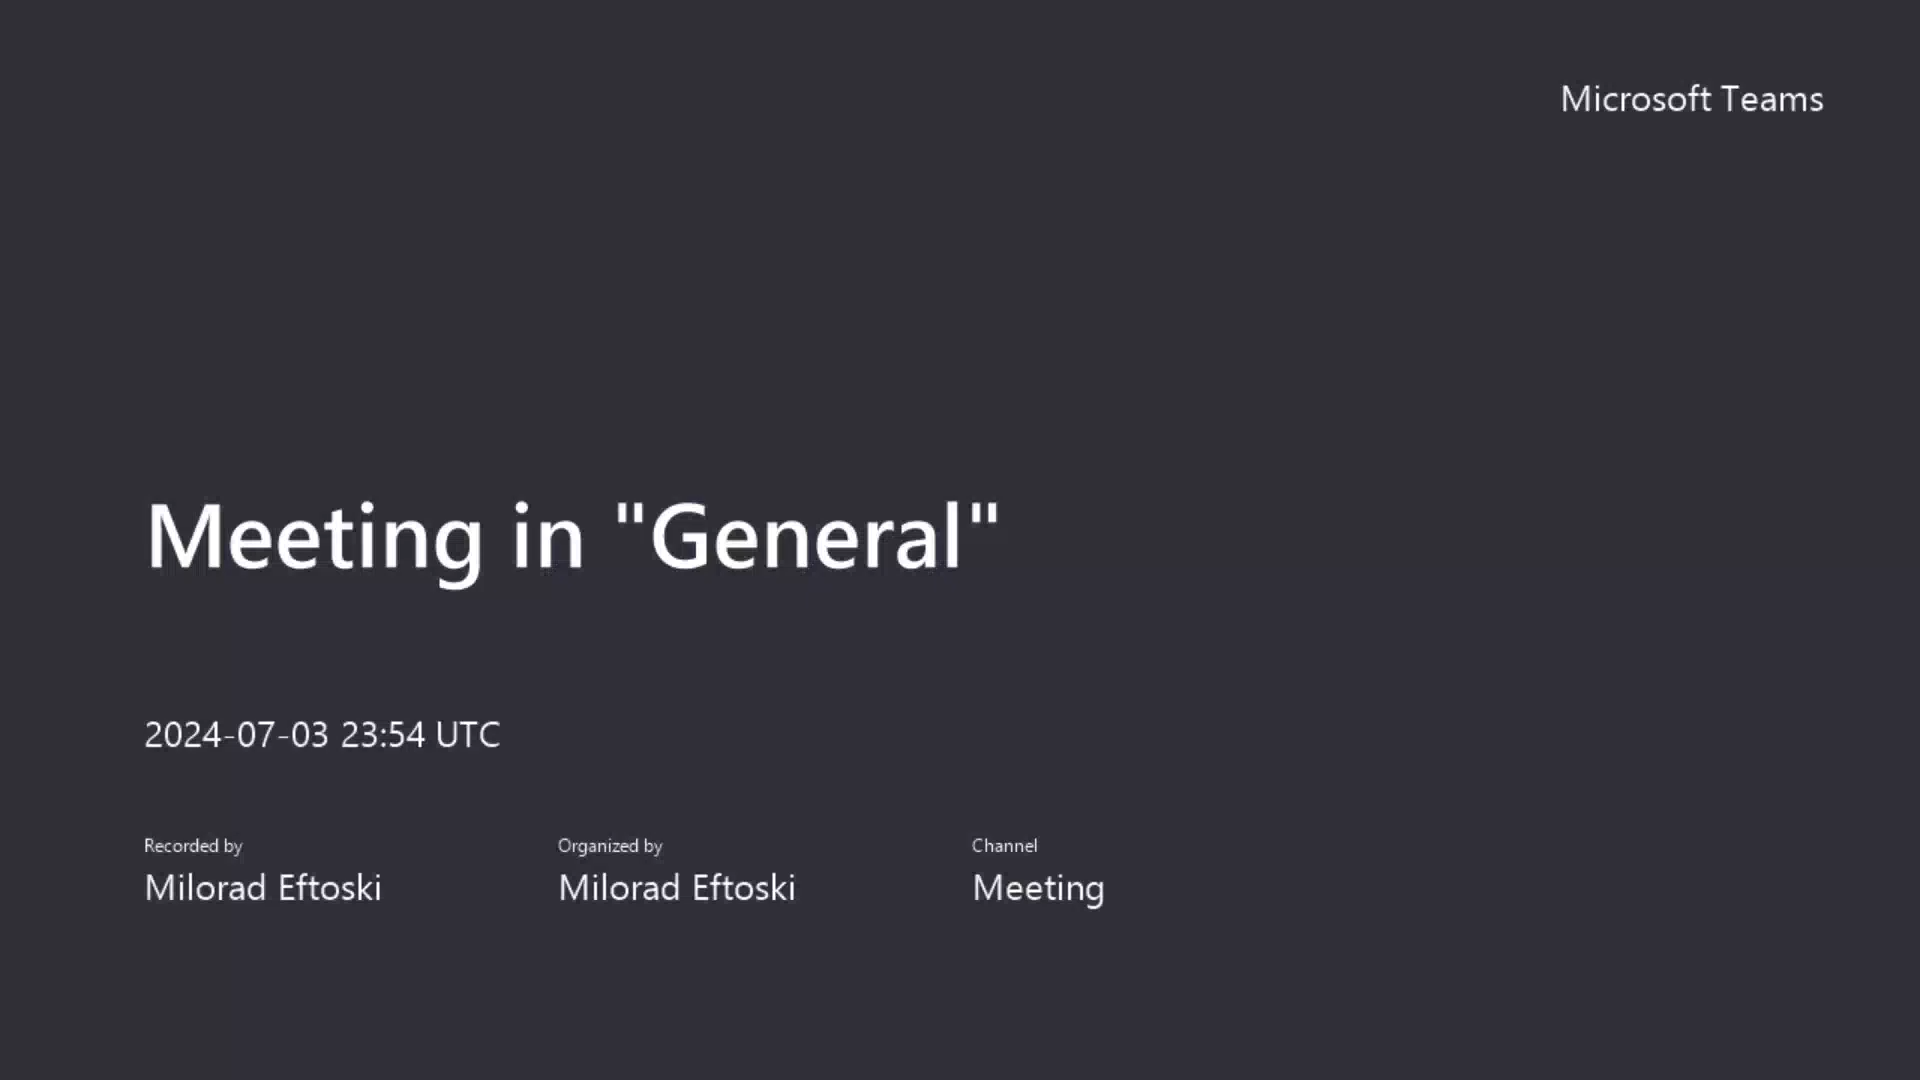 Microsoft Teams
Meeting in "General"
2024-07-03 23:54 UTC
Recorded by
Milorad Eftoski
Organized by
Milorad Eftoski
Channel
Meeting